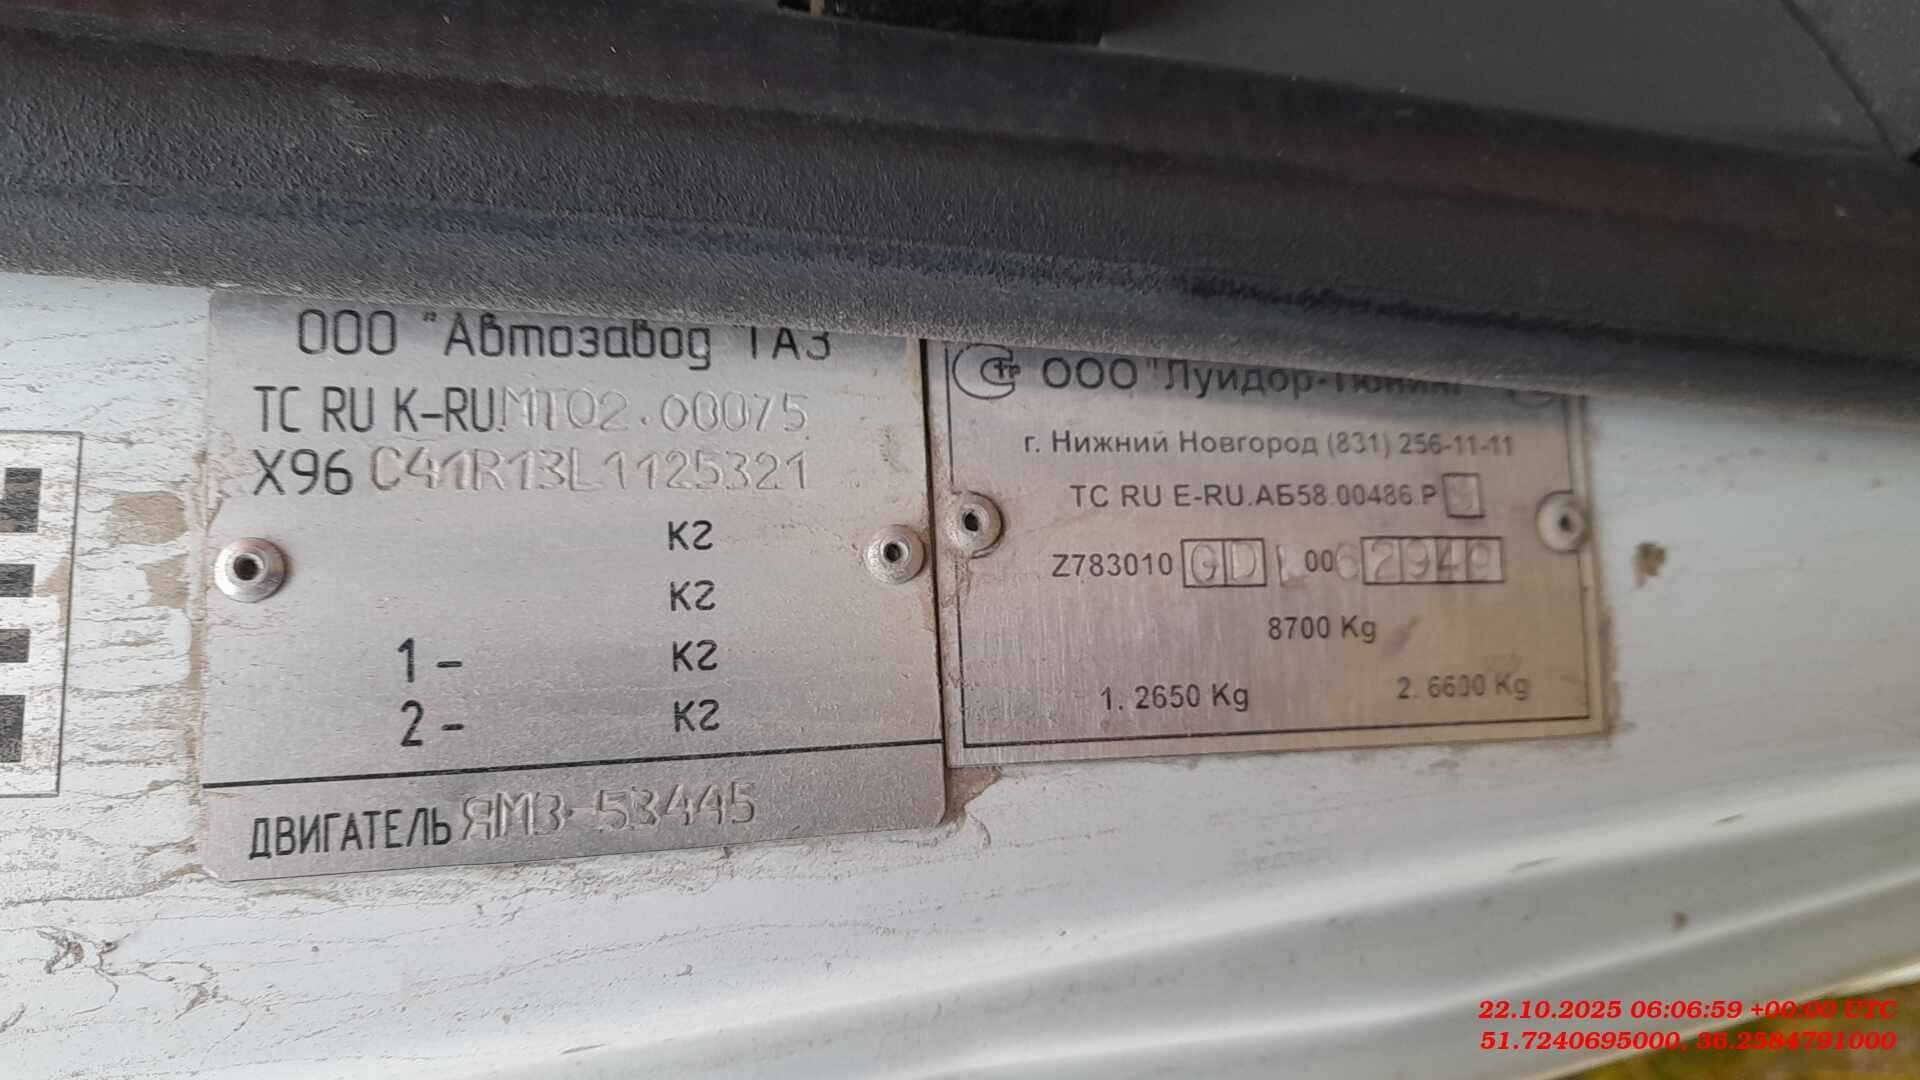 ООО "Автозавод ГАЗ
ТС RU K-RU.МТ02.00075
X96 C41R13L1125321
кг
кг
1 - кг
2 - кг
ДВИГАТЕЛЬ ЯМЗ-53445
ООО "Луидор-Тюнинг
г. Нижний Новгород (831) 256-11-11
ТС RU E-RU.АБ58.00486.Р
Z783010 GD L 0062949
8700 Kg
1. 2650 Kg 2. 6600 Kg
22.10.2025 06:06:59 +00:00 UTC
51.7240695000, 36.2584791000